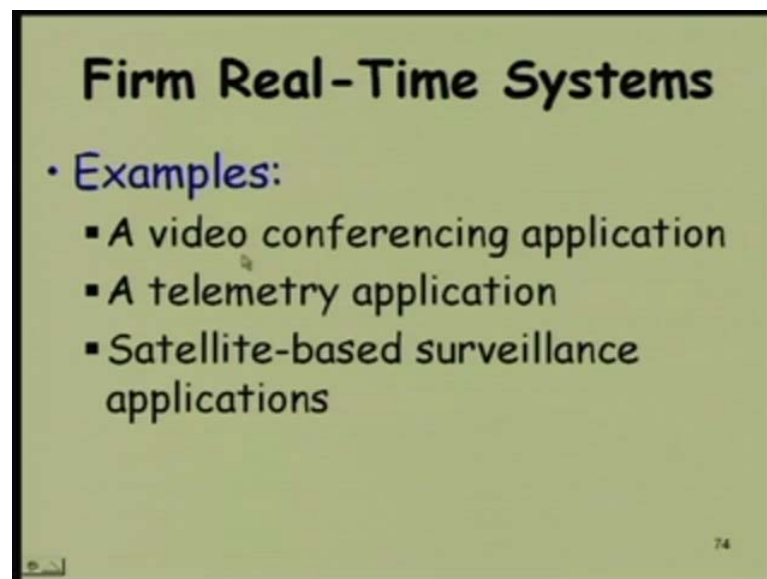 Firm Real-Time Systems
• Examples:
▪ A video conferencing application
▪ A telemetry application
▪ Satellite-based surveillance
applications
74